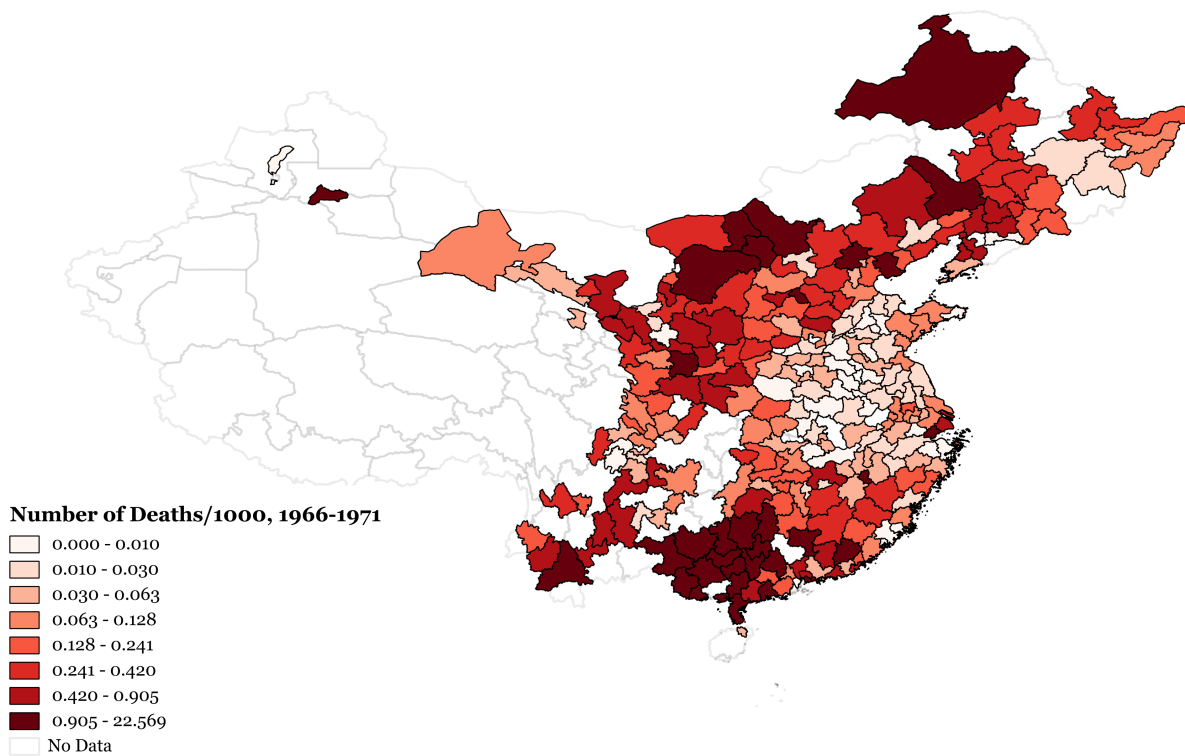 Number of Deaths/1000, 1966-1971
0.000 - 0.010
0.010 - 0.030
0.030 - 0.063
0.063 - 0.128
0.128 - 0.241
0.241 - 0.420
0.420 - 0.905
0.905 - 22.569
No Data